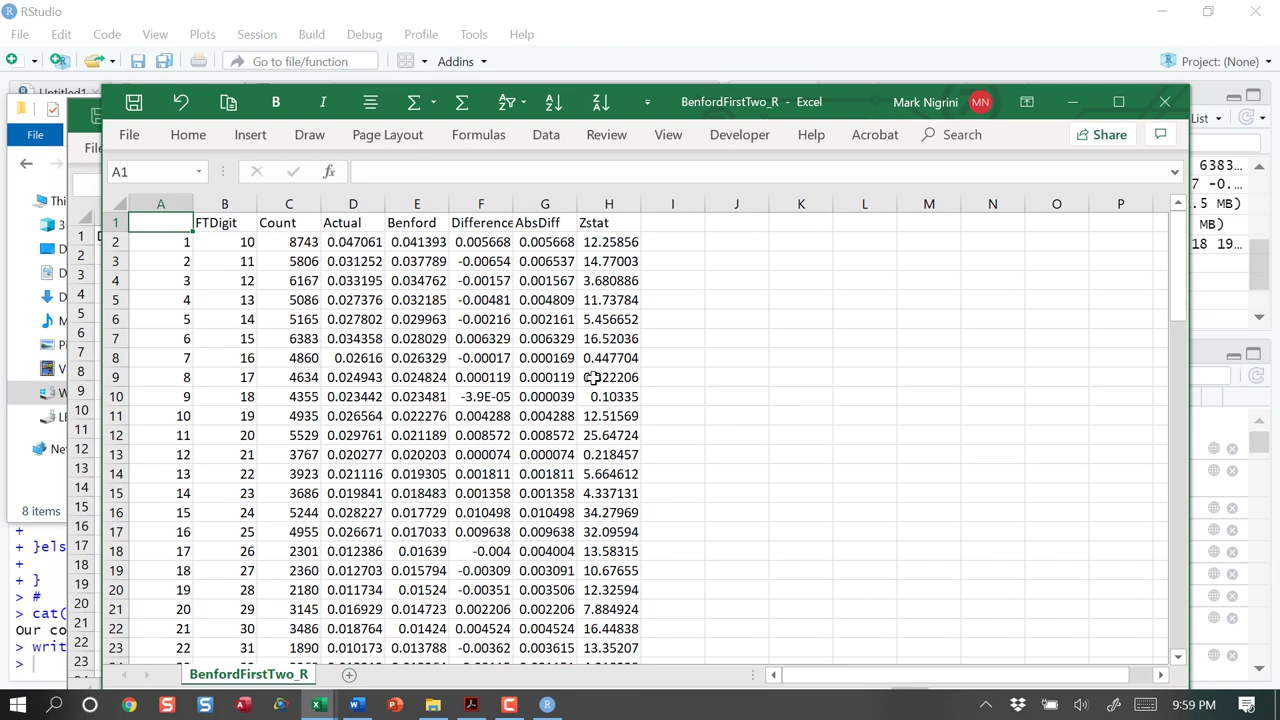 RStudio
File Edit Code View Plots Session Build Debug Profile Tools Help
Go to file/function Addins Project: (None)
Untitled1
BenfordFirstTwo_R - Excel Mark Nigrini MN
File
File Home Insert Draw Page Layout Formulas Data Review View Developer Help Acrobat Search Share
List
A1 fx
6383
7 -0.
.5 MB)
MB)
18 19
A B C D E F G H I J K L M N O P
1 FTDigit Count Actual Benford Difference AbsDiff Zstat
2 1 10 8743 0.047061 0.041393 0.005668 0.005668 12.25856
3 2 11 5806 0.031252 0.037789 -0.00654 0.006537 14.77003
4 3 12 6167 0.033195 0.034762 -0.00157 0.001567 3.680886
5 4 13 5086 0.027376 0.032185 -0.00481 0.004809 11.73784
6 5 14 5165 0.027802 0.029963 -0.00216 0.002161 5.456652
7 6 15 6383 0.034358 0.028029 0.006329 0.006329 16.52036
8 7 16 4860 0.02616 0.026329 -0.00017 0.000169 0.447704
9 8 17 4634 0.024943 0.024824 0.000119 0.000119
10 9 18 4355 0.023442 0.023481 -3.9E-05 0.000039 0.10335
11 10 19 4935 0.026564 0.022276 0.004288 0.004288 12.51569
12 11 20 5529 0.029761 0.021189 0.008572 0.008572 25.64724
13 12 21 3767 0.020277 0.020203 0.000074 0.000074 0.218457
14 13 22 3923 0.021116 0.019305 0.001811 0.001811 5.664612
15 14 23 3686 0.019841 0.018483 0.001358 0.001358 4.337131
16 15 24 5244 0.028227 0.017729 0.010498 0.010498 34.27969
17 16 25 4955 0.026671 0.017033 0.009638 0.009638 32.09594
18 17 26 2301 0.012386 0.01639 -0.004 0.004004 13.58315
19 18 27 2360 0.012703 0.015794 -0.00309 0.003091 10.67655
20 19 28 2180 0.011734 0.01524 -0.00351 0.003506 12.32594
21 20 29 3145 0.016929 0.014723 0.002206 0.002206 7.884924
22 21 30 3486 0.018764 0.01424 0.004524 0.004524 16.44838
23 22 31 1890 0.010173 0.013788 -0.00362 0.003615 13.35207
8 items
+
+ }els
+
+ }
> #
> cat(
Our co
> writ
>
BenfordFirstTwo_R
9:59 PM